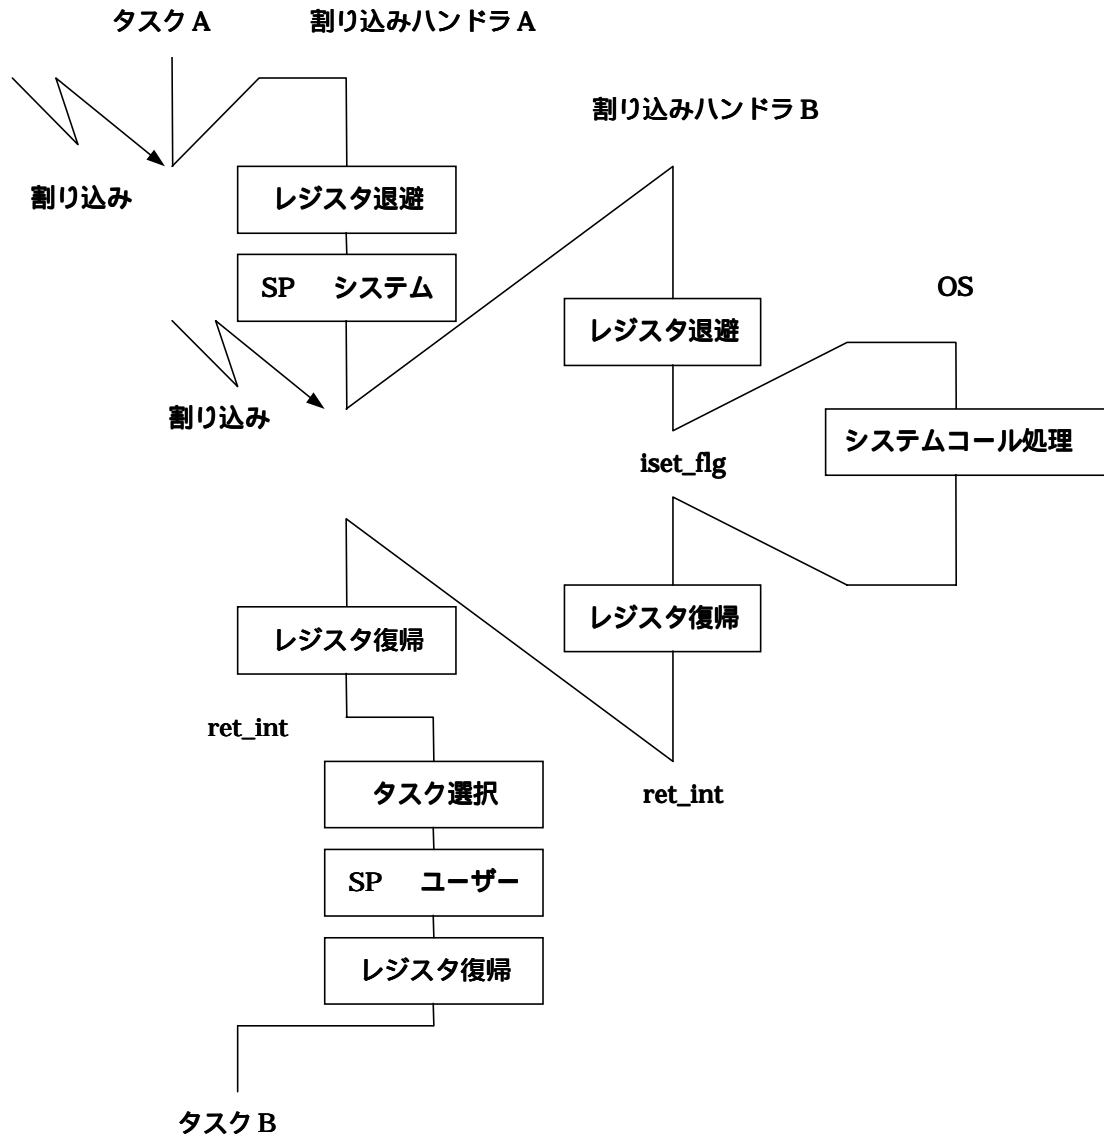 タスク A
割り込みハンドラ A
割り込みハンドラ B
割り込み
レジスタ退避
SP システム
OS
レジスタ退避
割り込み
システムコール処理
iset_flg
レジスタ復帰
レジスタ復帰
ret_int
タスク選択
ret_int
SP ユーザー
レジスタ復帰
タスク B